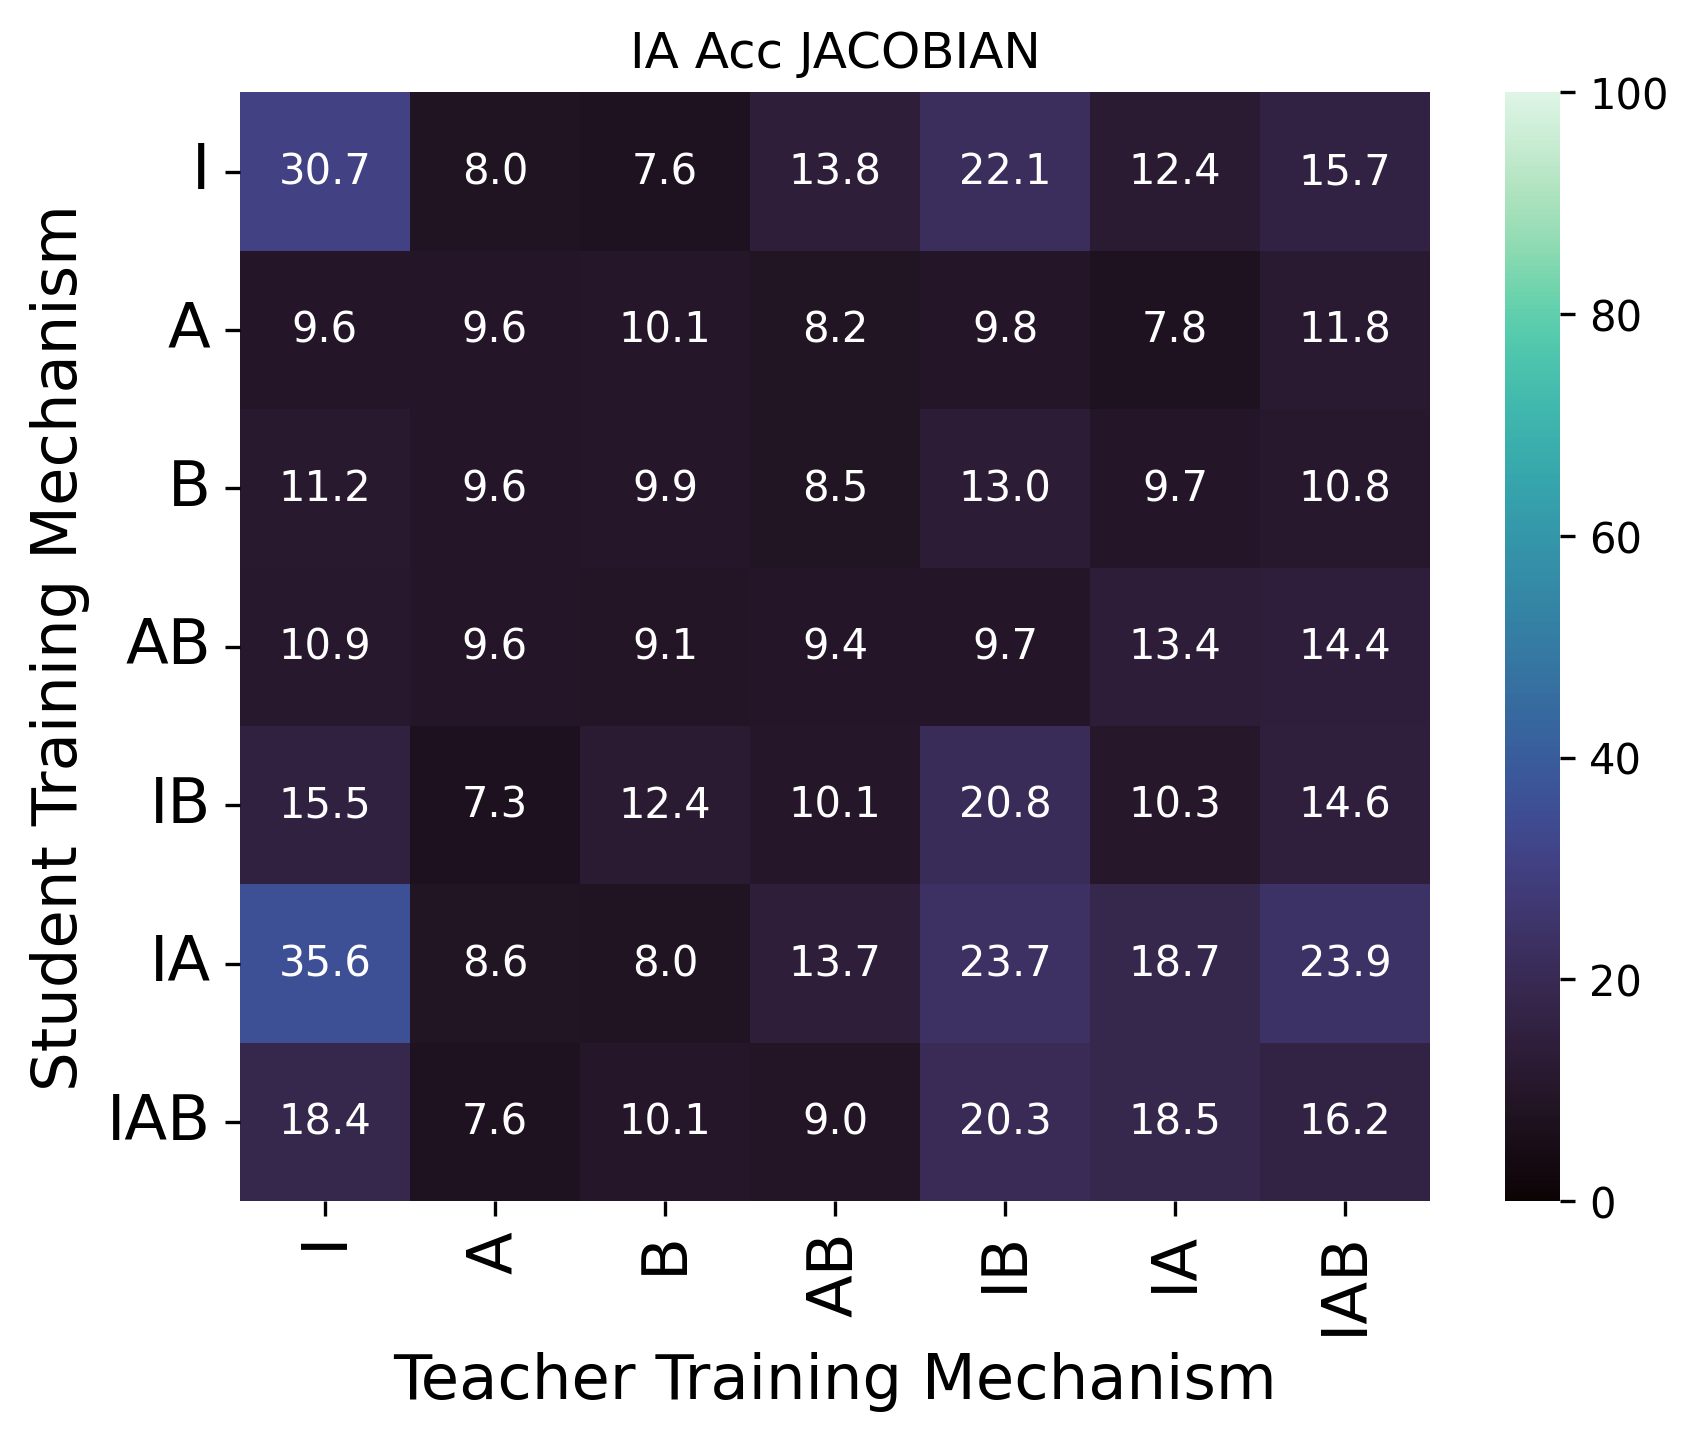 IA Acc JACOBIAN
Student Training Mechanism
I 30.7 8.0 7.6 13.8 22.1 12.4 15.7
A 9.6 9.6 10.1 8.2 9.8 7.8 11.8
B 11.2 9.6 9.9 8.5 13.0 9.7 10.8
AB 10.9 9.6 9.1 9.4 9.7 13.4 14.4
IB 15.5 7.3 12.4 10.1 20.8 10.3 14.6
IA 35.6 8.6 8.0 13.7 23.7 18.7 23.9
IAB 18.4 7.6 10.1 9.0 20.3 18.5 16.2
I A B AB IB IA IAB
Teacher Training Mechanism
100
80
60
40
20
0